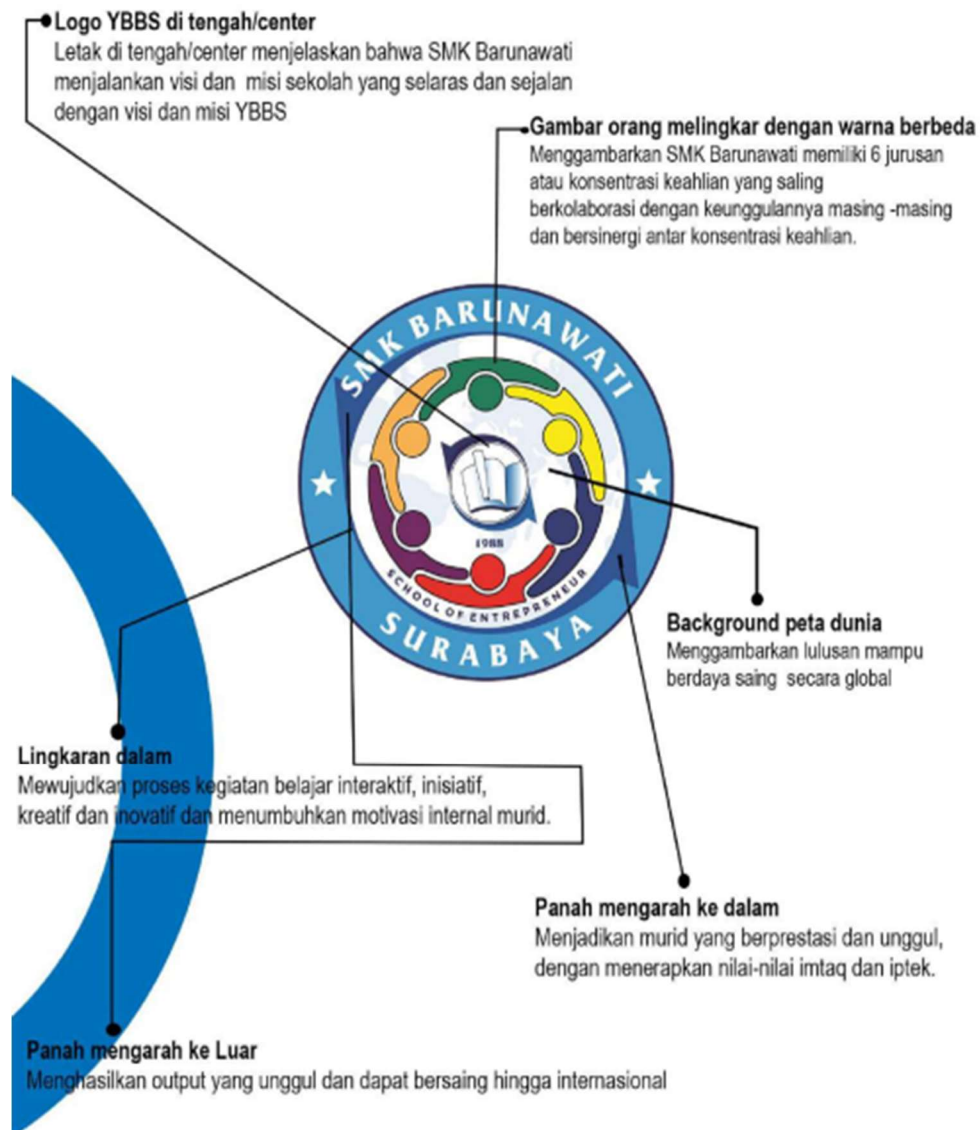 Logo YBBS di tengah/center
Letak di tengah/center menjelaskan bahwa SMK Barunawati
menjalankan visi dan misi sekolah yang selaras dan sejalan
dengan visi dan misi YBBS
Gambar orang melingkar dengan warna berbeda
Menggambarkan SMK Barunawati memiliki 6 jurusan
atau konsentrasi keahlian yang saling
berkolaborasi dengan keunggulannya masing -masing
dan bersinergi antar konsentrasi keahlian.
SMK BARUNAWATI
1988
SCHOOL OF ENTREPRENEUR
SURABAYA
Background peta dunia
Menggambarkan lulusan mampu
berdaya saing secara global
Lingkaran dalam
Mewujudkan proses kegiatan belajar interaktif, inisiatif,
kreatif dan inovatif dan menumbuhkan motivasi internal murid.
Panah mengarah ke dalam
Menjadikan murid yang berprestasi dan unggul,
dengan menerapkan nilai-nilai imtaq dan iptek.
Panah mengarah ke Luar
Menghasilkan output yang unggul dan dapat bersaing hingga internasional